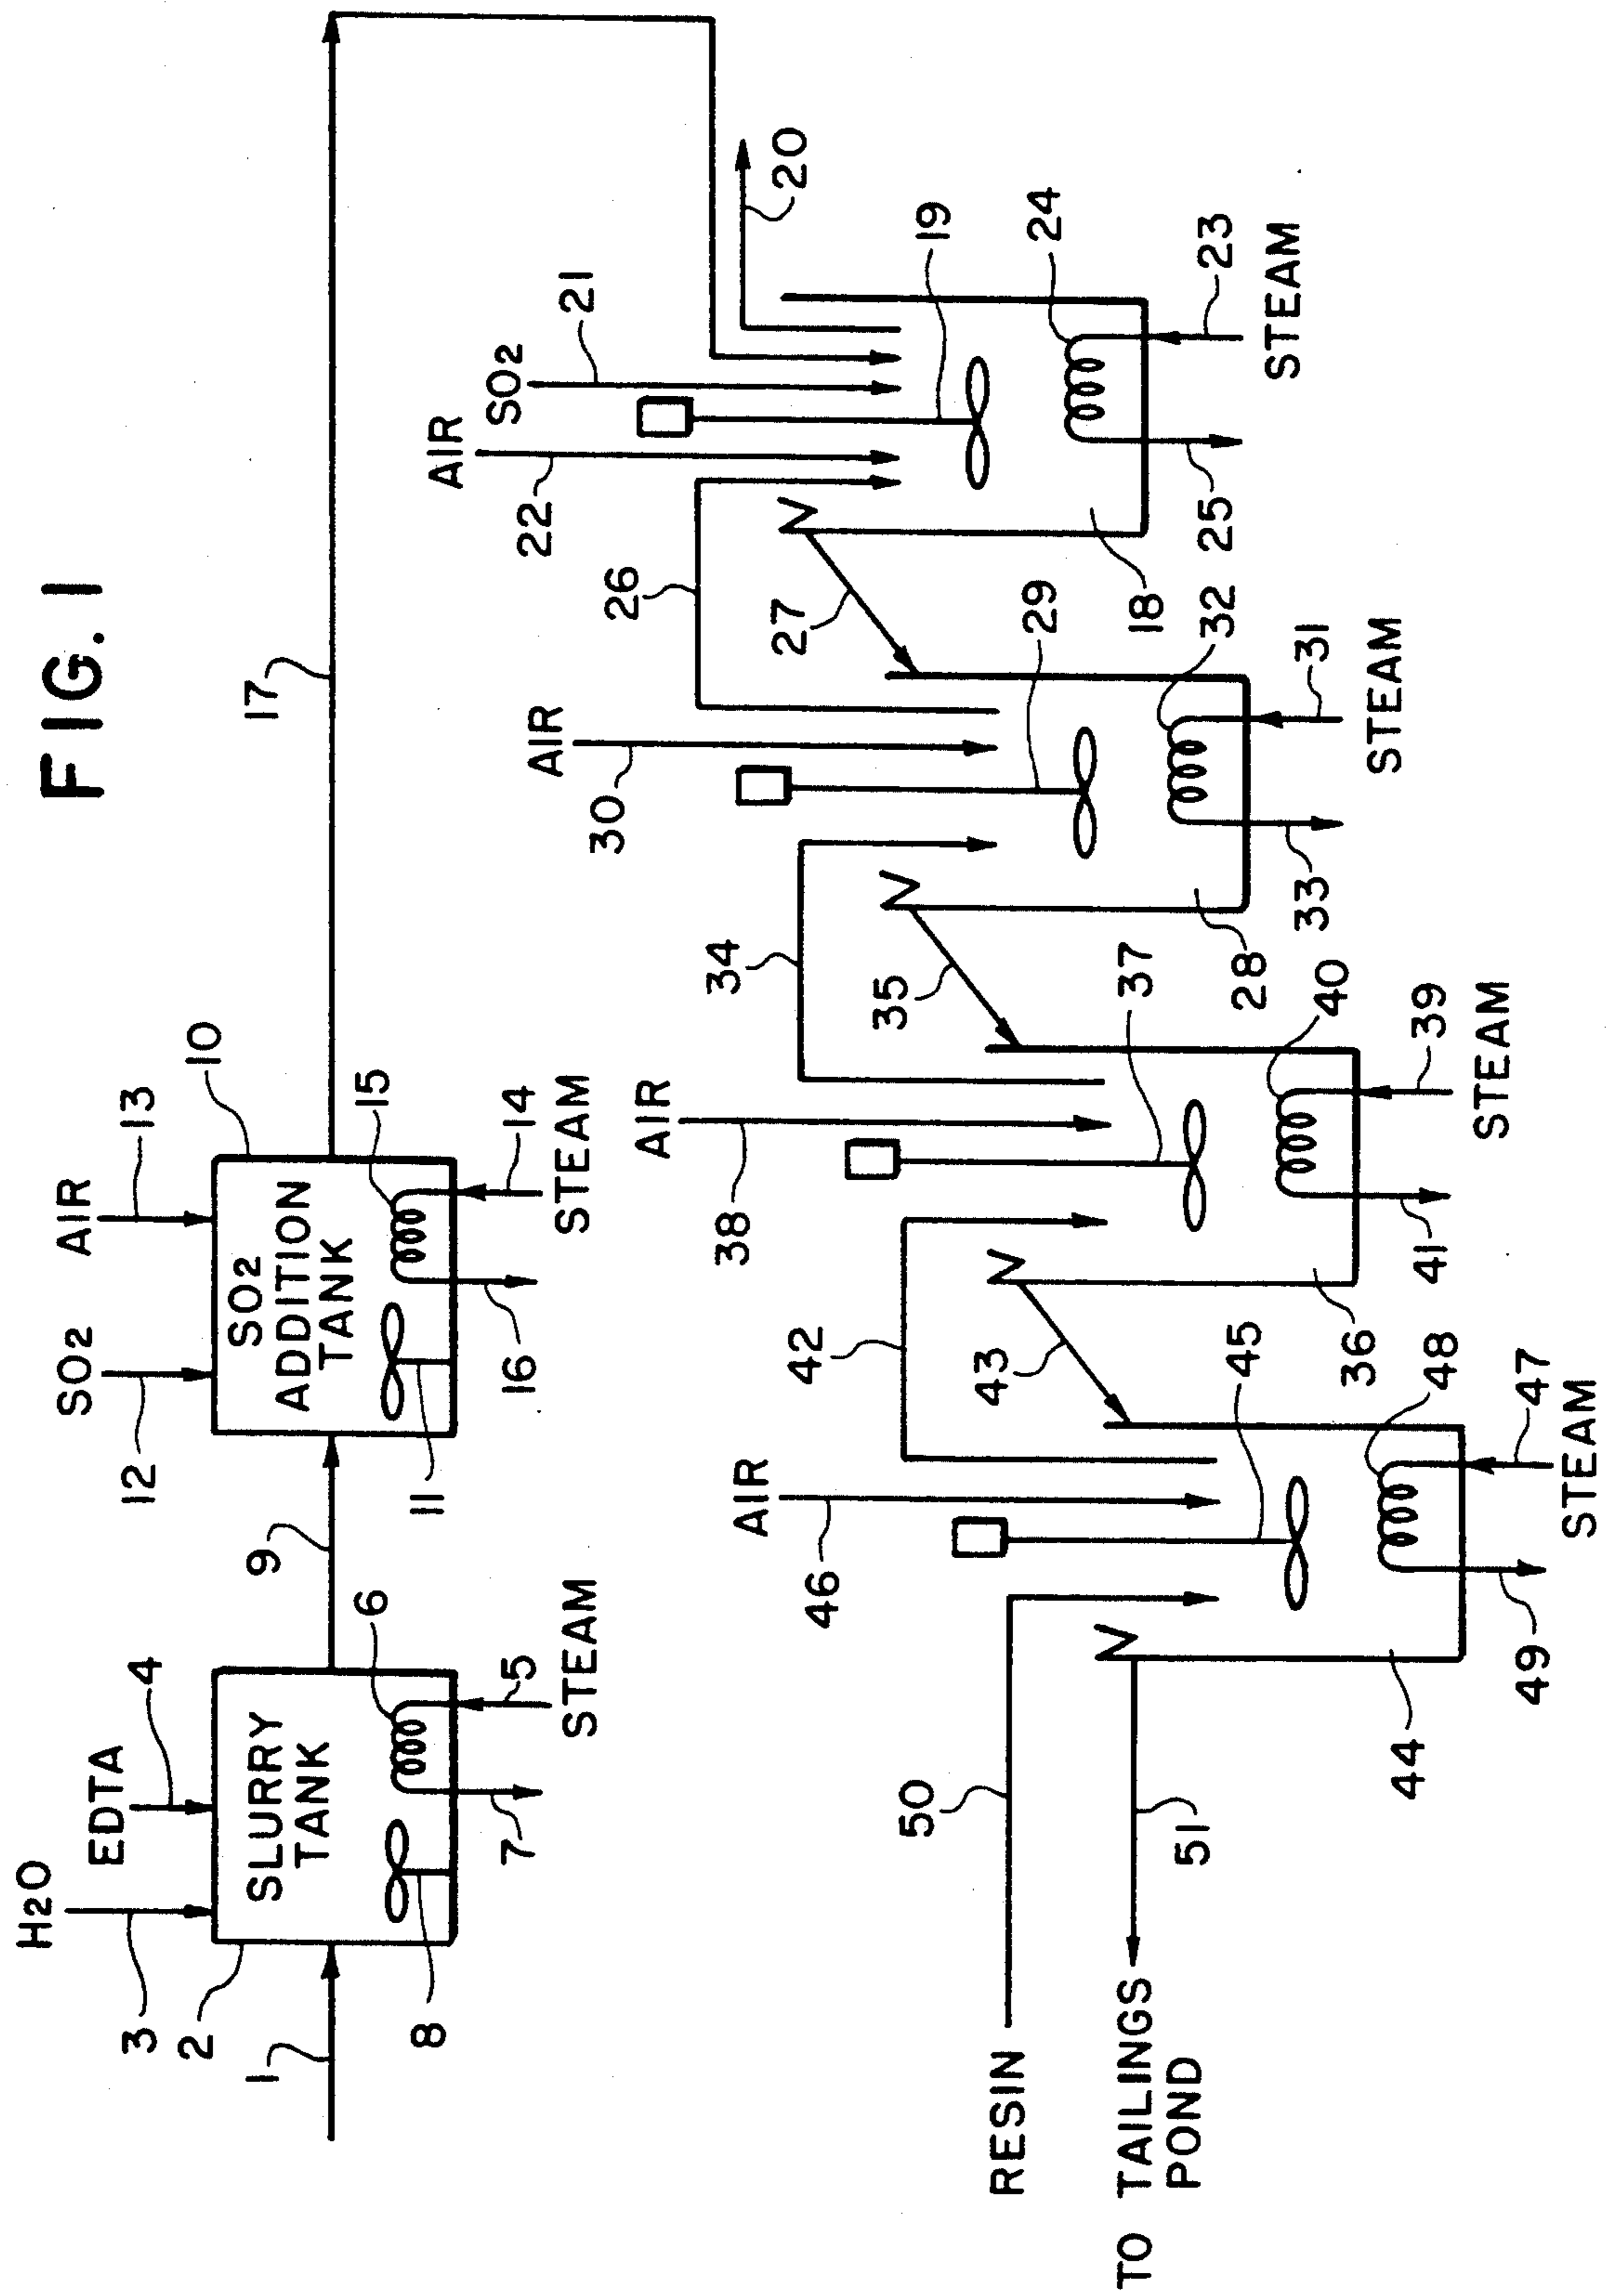 FIG. 1
H2O
EDTA
3
4
2
1
SLURRY
TANK
6
8
7
5
STEAM
9
SO2
AIR
12
13
10
SO2
ADDITION
TANK
15
11
16
14
STEAM
17
20
AIR
SO2
22
21
26
19
27
24
18
25
23
STEAM
AIR
30
29
34
35
32
28
33
31
STEAM
AIR
38
37
42
43
40
36
41
39
STEAM
AIR
46
45
50
RESIN
48
44
49
47
STEAM
51
TO TAILINGS
POND